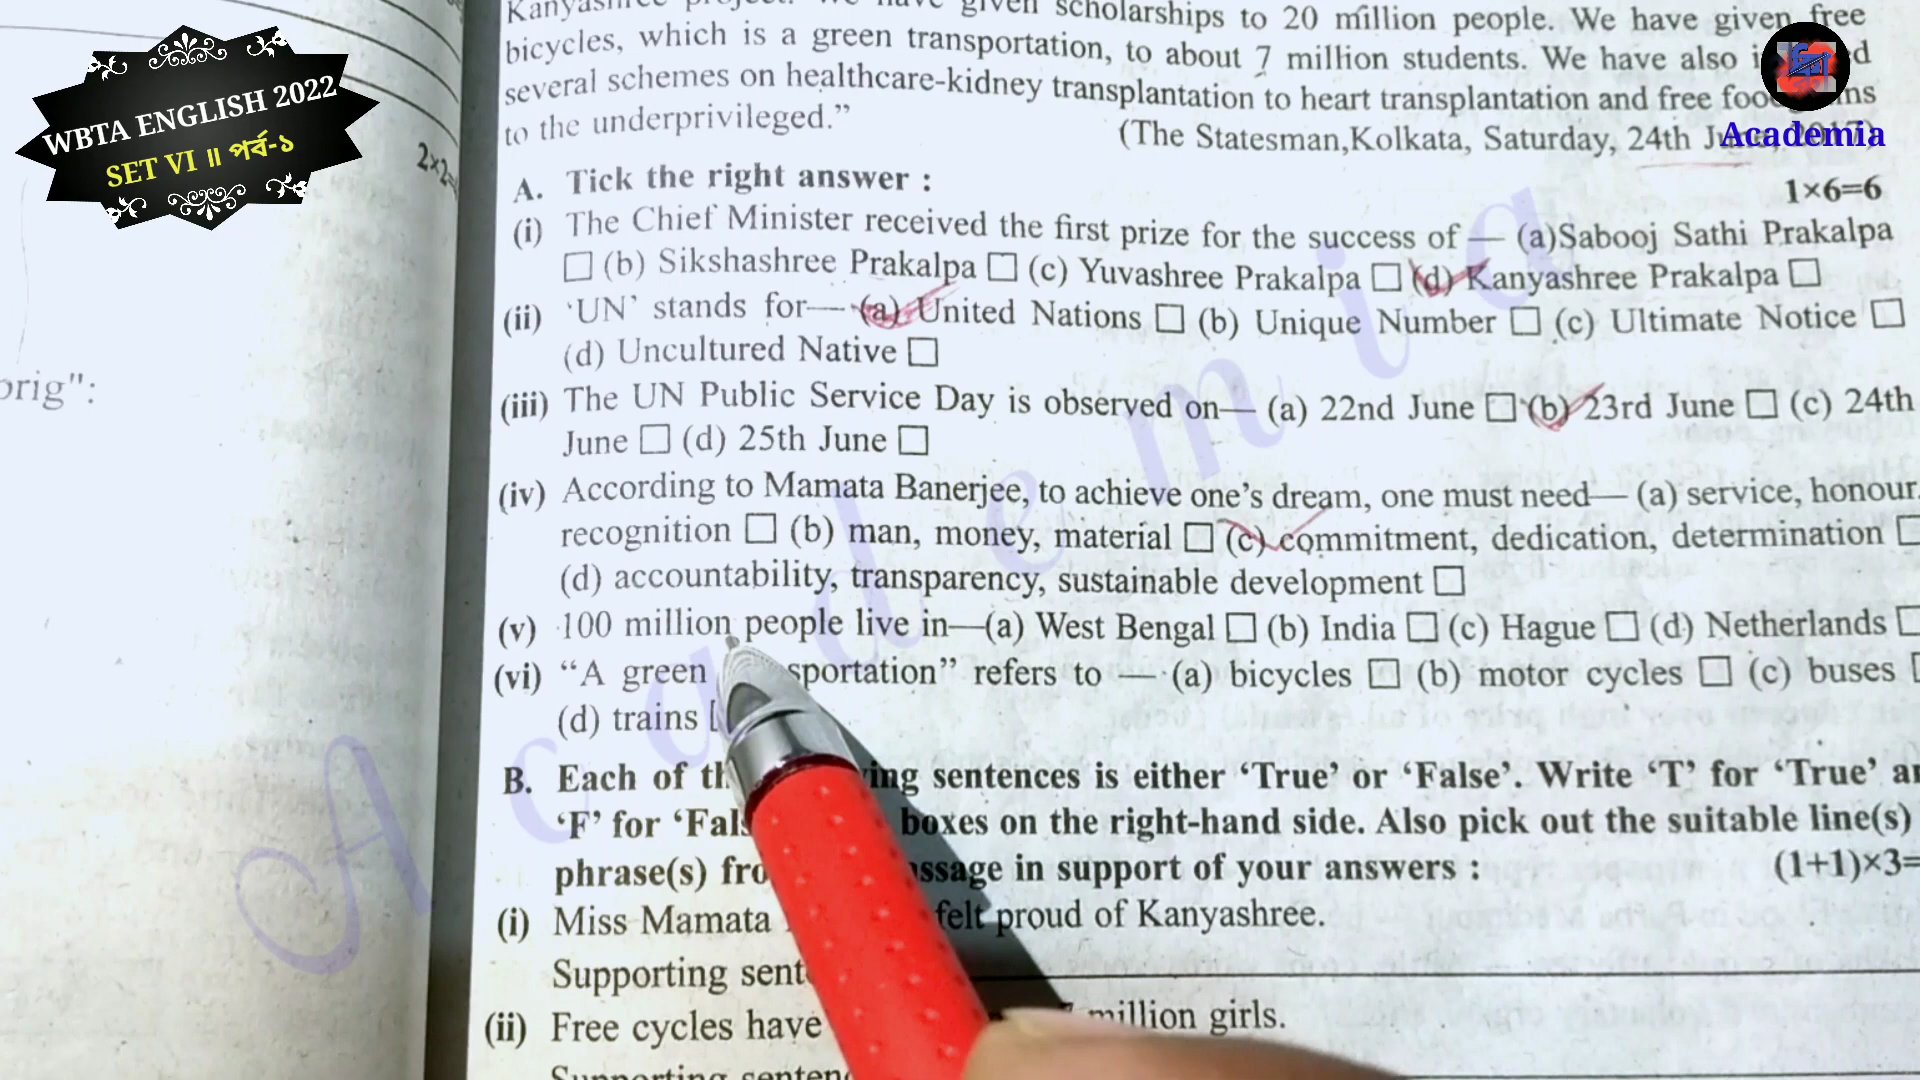 WBTA ENGLISH 2022
SET VI ॥ পর্ব-১
2×2=
orig":
Kanyashree project. We have given scholarships to 20 million people. We have given free
bicycles, which is a green transportation, to about 7 million students. We have also
several schemes on healthcare-kidney transplantation to heart transplantation and free
to the underprivileged.”
(The Statesman,Kolkata, Saturday, 24th
Academia
A. Tick the right answer :
1×6=6
(i) The Chief Minister received the first prize for the success of — (a)Sabooj Sathi Prakalpa
☐ (b) Sikshashree Prakalpa ☐ (c) Yuvashree Prakalpa ☐ (d) Kanyashree Prakalpa ☐
(ii) ‘UN’ stands for— (a) United Nations ☐ (b) Unique Number ☐ (c) Ultimate Notice ☐
(d) Uncultured Native ☐
(iii) The UN Public Service Day is observed on— (a) 22nd June ☐ (b) 23rd June ☐ (c) 24th
June ☐ (d) 25th June ☐
(iv) According to Mamata Banerjee, to achieve one’s dream, one must need— (a) service, honour,
recognition ☐ (b) man, money, material ☐ (c) commitment, dedication, determination ☐
(d) accountability, transparency, sustainable development ☐
(v) 100 million people live in—(a) West Bengal ☐ (b) India ☐ (c) Hague ☐ (d) Netherlands ☐
(vi) “A green sportation” refers to — (a) bicycles ☐ (b) motor cycles ☐ (c) buses
(d) trains
B. Each of ing sentences is either ‘True’ or ‘False’. Write ‘T’ for ‘True’
‘F’ for boxes on the right-hand side. Also pick out the suitable line(s)
phrase(s) ssage in support of your answers :
(1+1)×3=
(i) Miss Mamata felt proud of Kanyashree.
Supporting
(ii) Free cycles have million girls.
Supporting
Academia